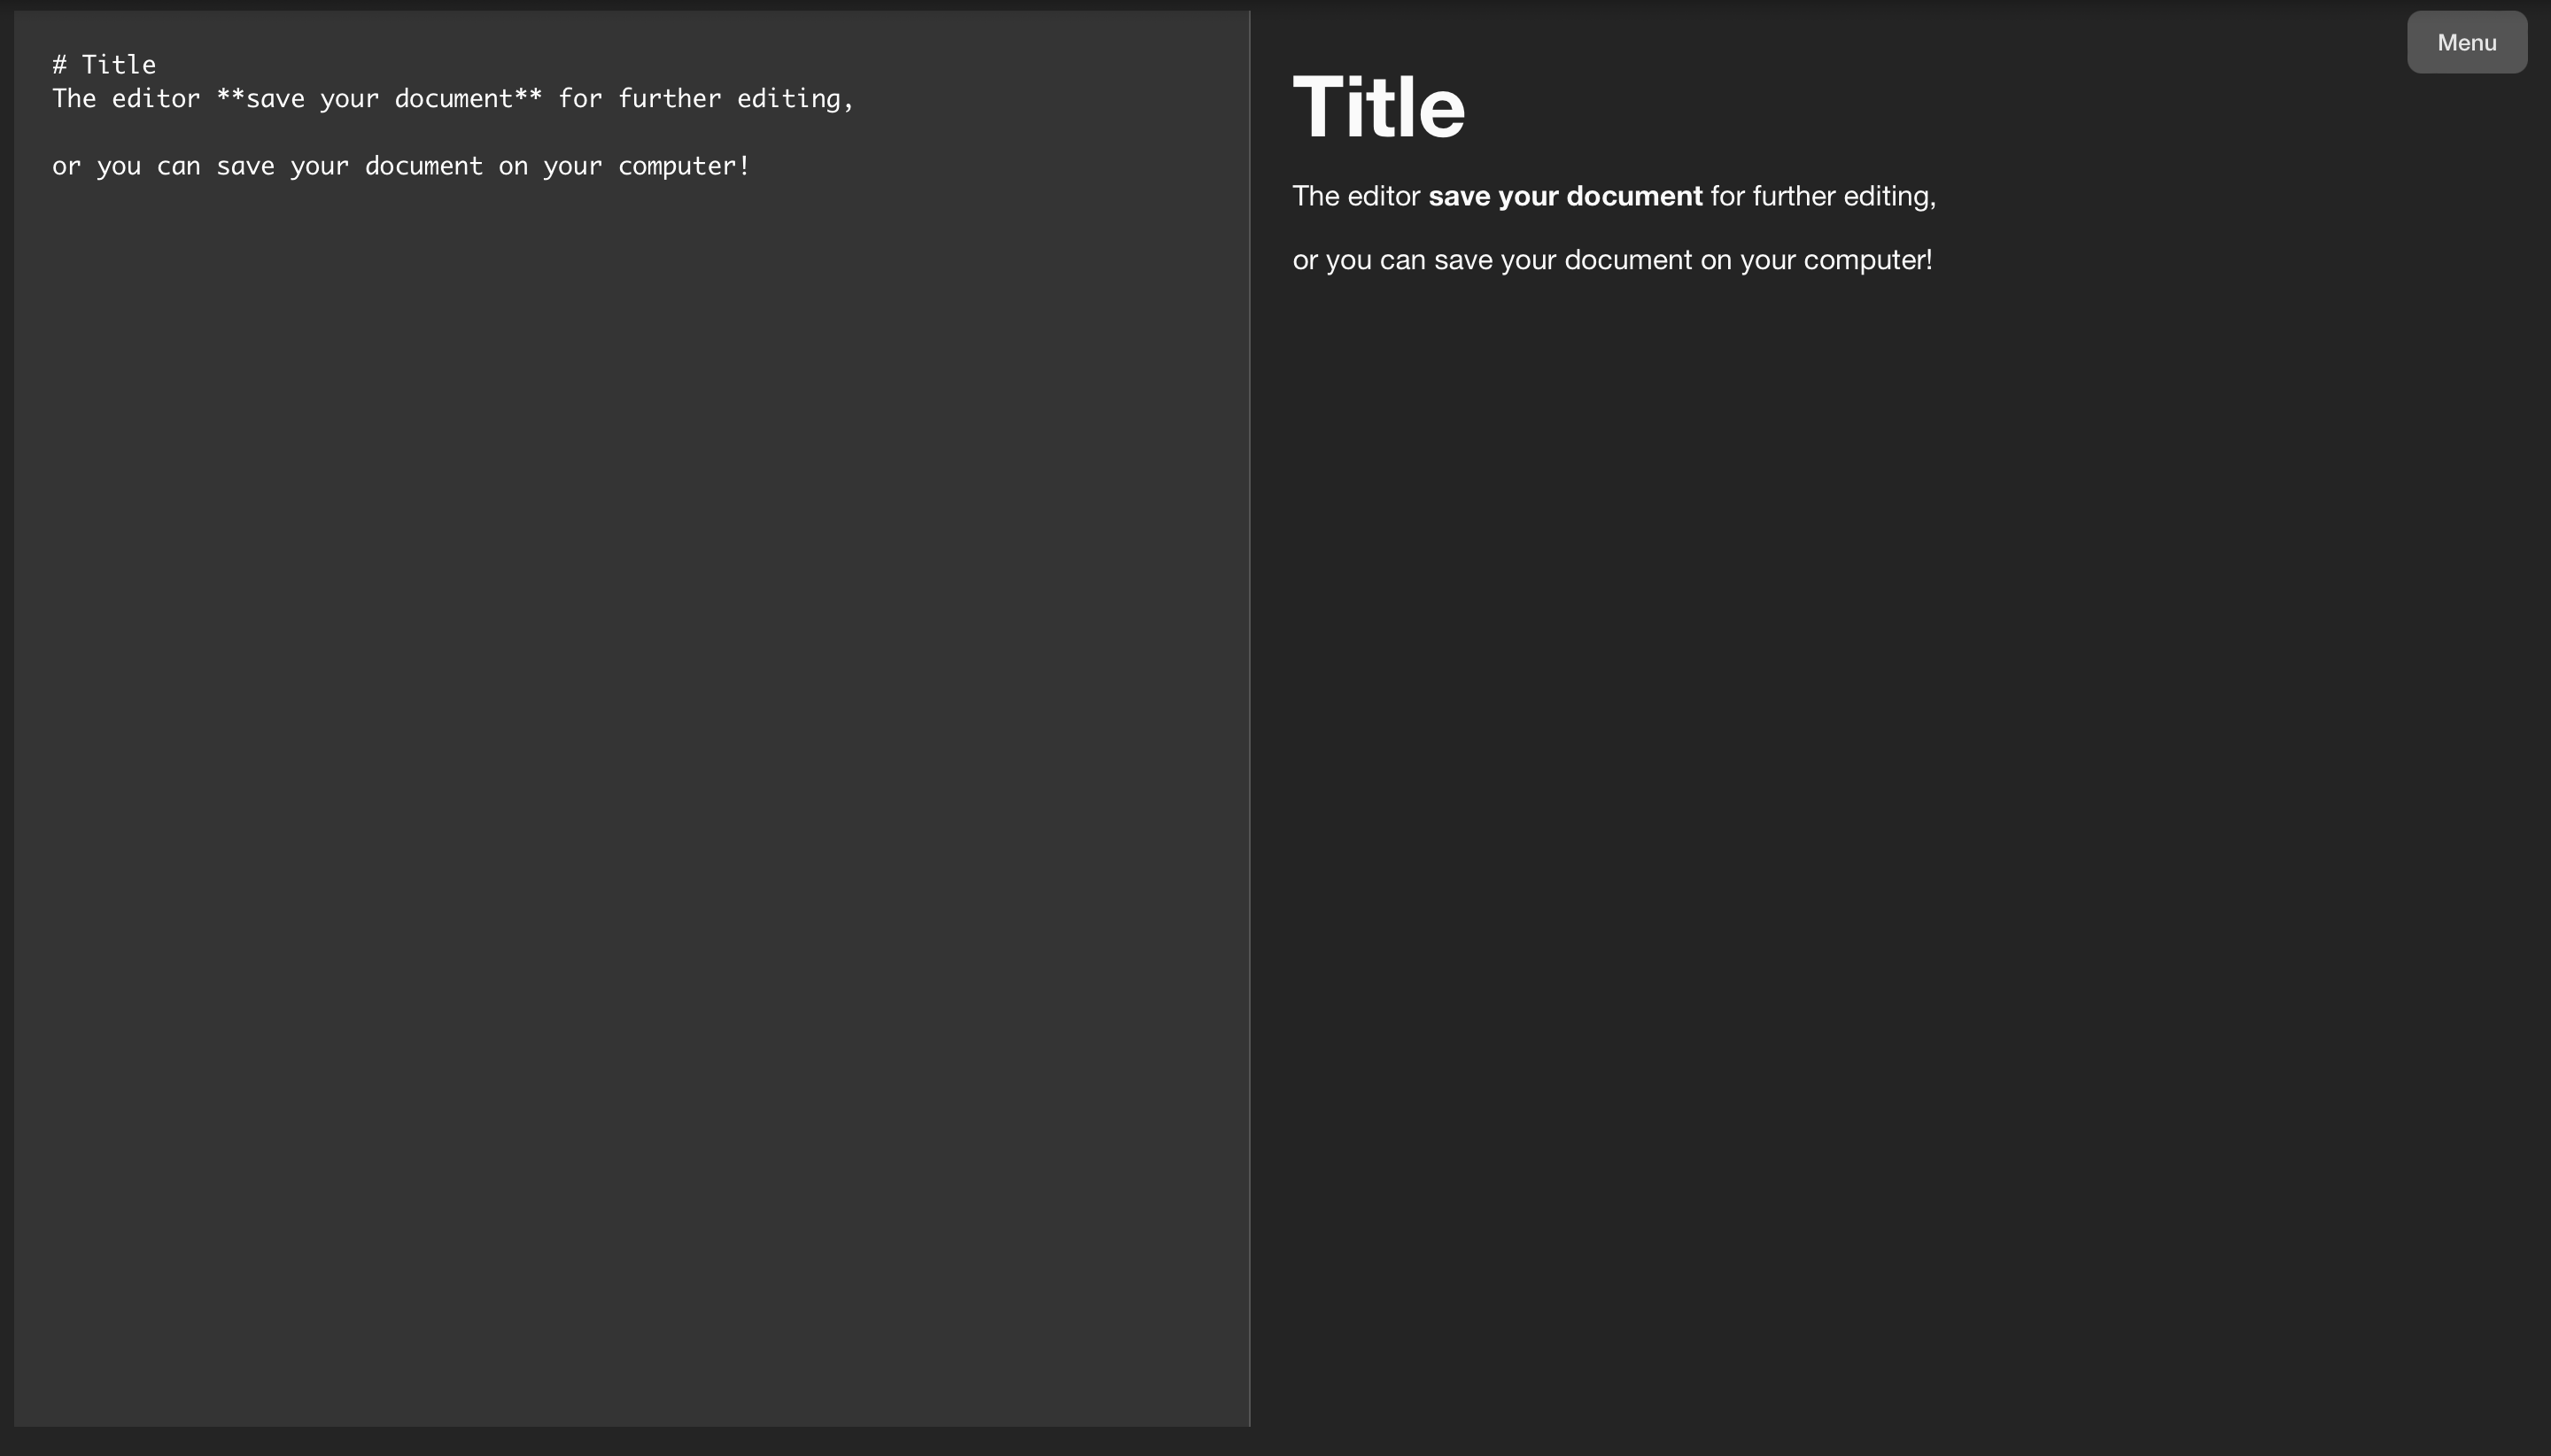 # Title
The editor **save your document** for further editing,
or you can save your document on your computer!
Menu
Title
The editor save your document for further editing,
or you can save your document on your computer!